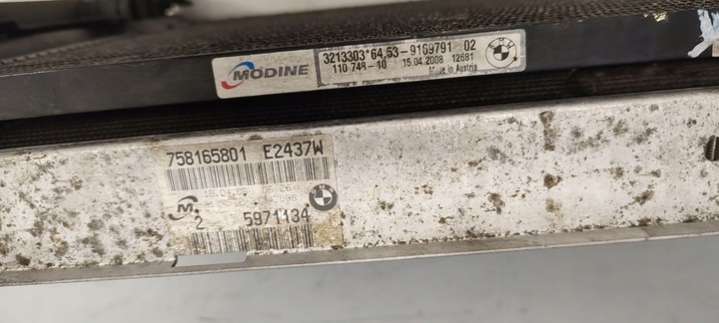 MODINE
3213303*64.53-9169791 02
110 748-10 15.04.2008 12681
Made in Austria
BMW
758165801 E2437W
M
2 5971134